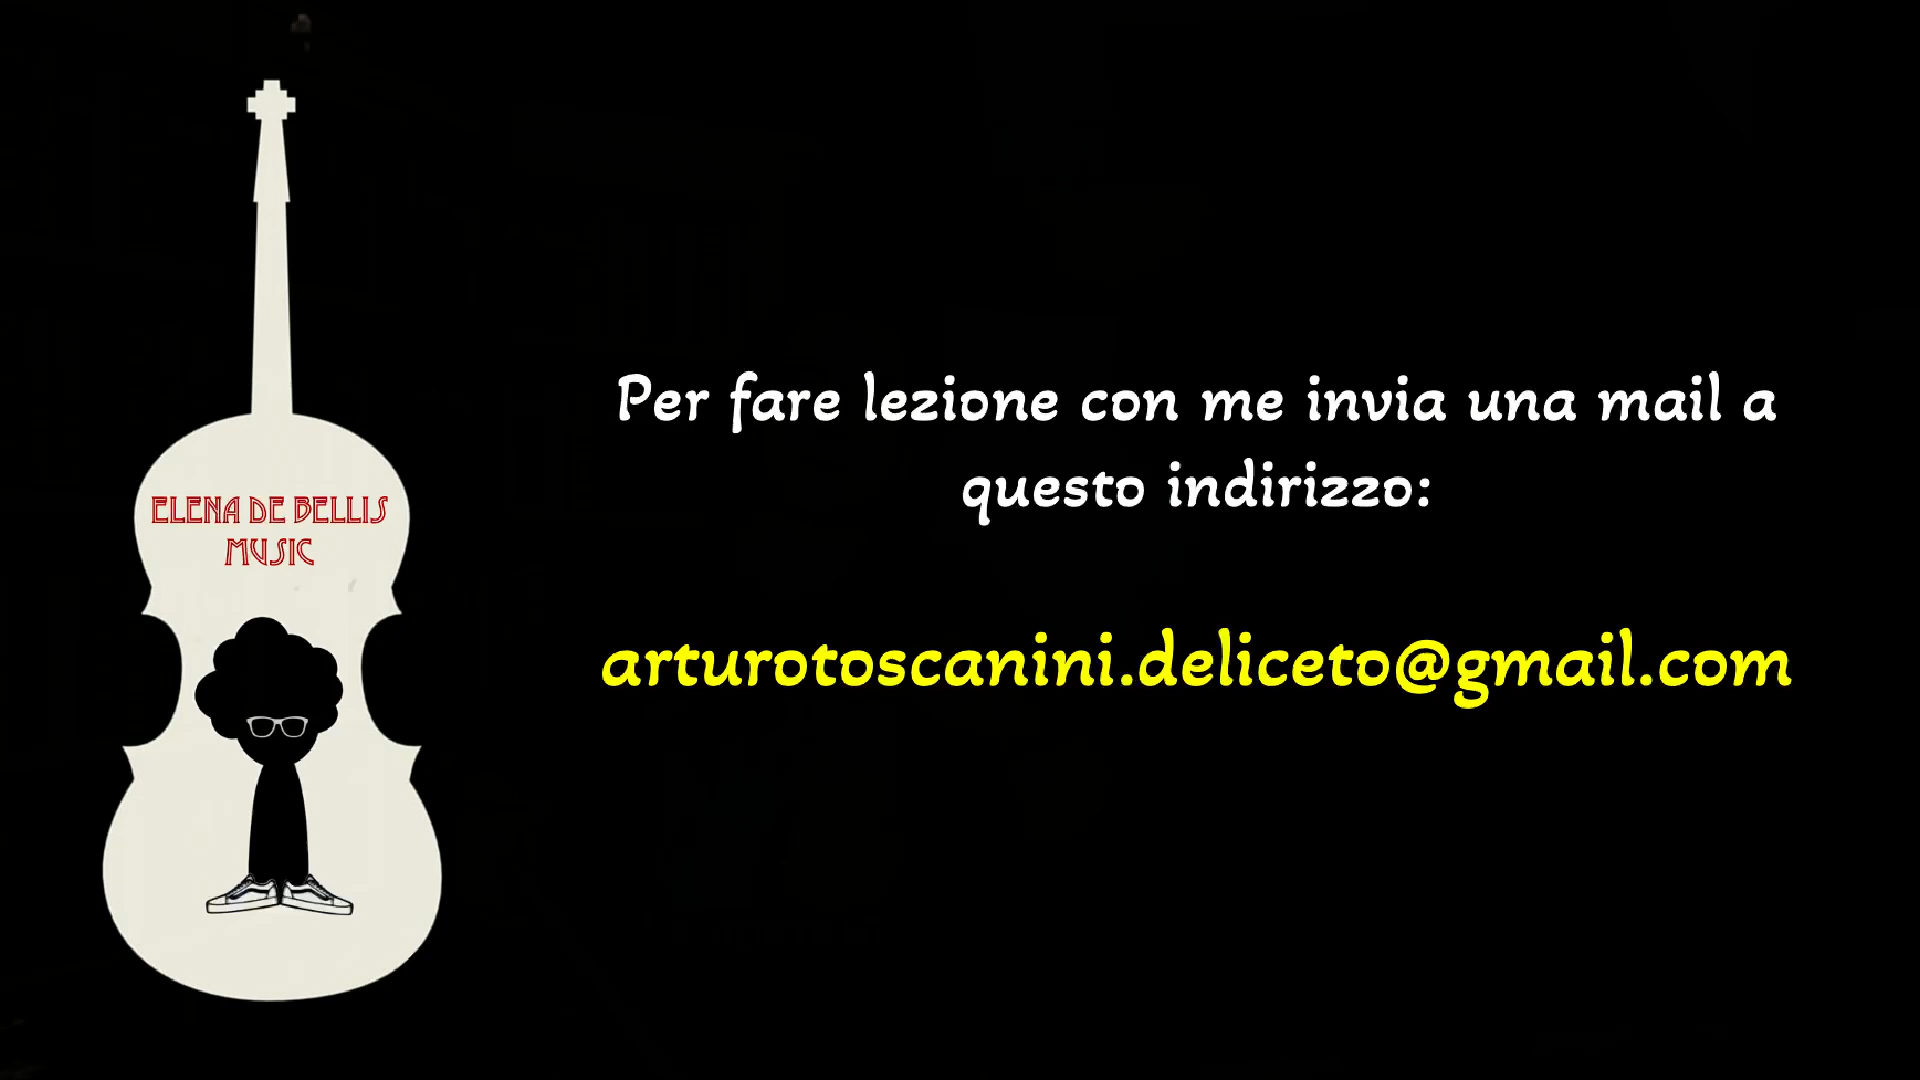 ELENA DE BELLIS
MUSIC
Per fare lezione con me invia una mail a
questo indirizzo:
arturotoscanini.deliceto@gmail.com